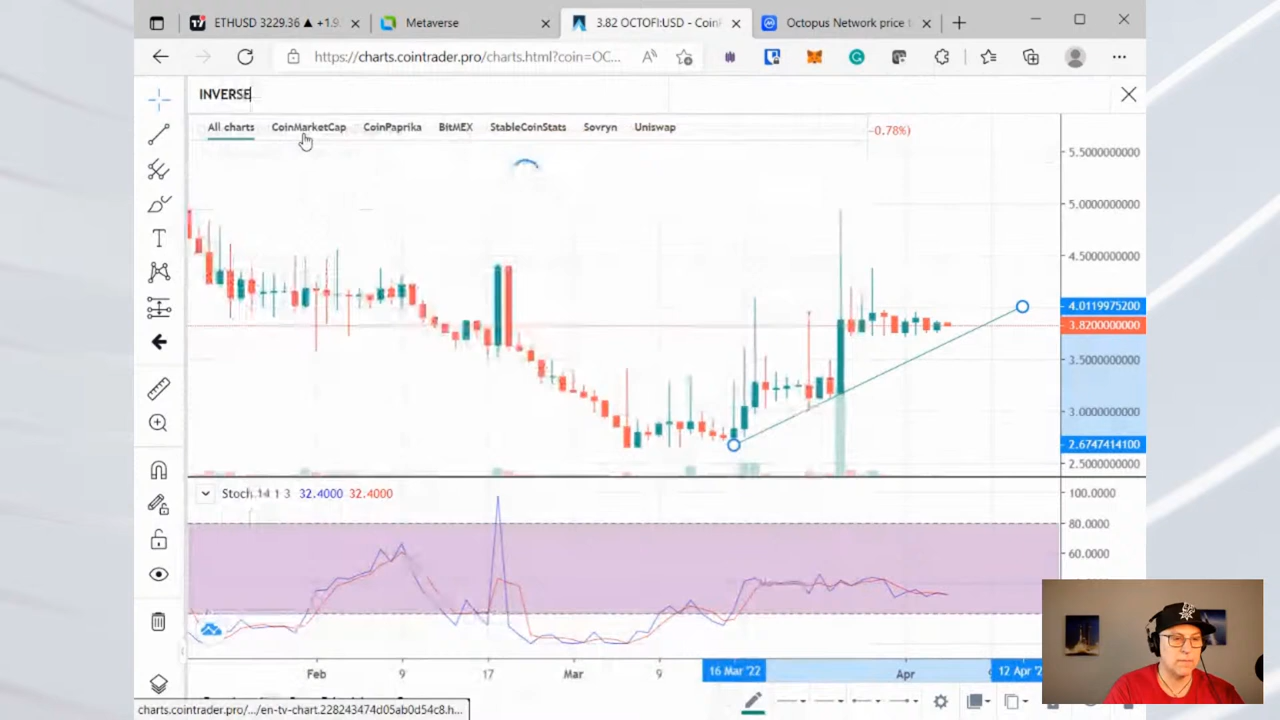 ETHUSD 3229.36 ▲ +1.9
Metaverse
3.82 OCTOFI:USD - Coin
Octopus Network price t
https://charts.cointrader.pro/charts.html?coin=OC...
INVERSE
All charts CoinMarketCap CoinPaprika BitMEX StableCoinStats Sovryn Uniswap
-0.78%)
5.5000000000
5.0000000000
4.5000000000
4.0119975200
3.8200000000
3.5000000000
3.0000000000
2.6747414100
2.5000000000
Stoch 14 1 3 32.4000 32.4000
100.0000
80.0000
60.0000
Feb 9 17 Mar 9 16 Mar '22 Apr 12 Apr '2
charts.cointrader.pro/.../en-tv-chart.228243474d05ab0d54c8.h...